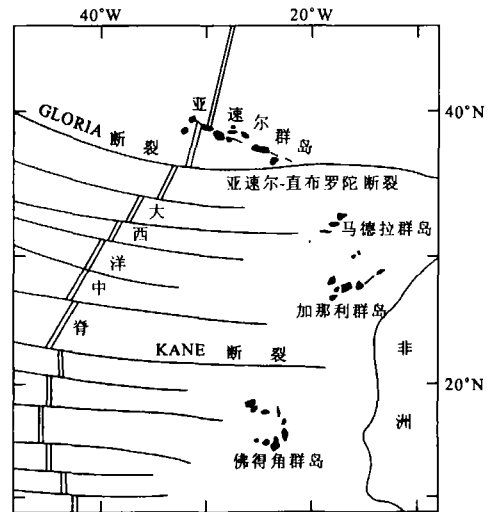 40°W
20°W
亚速尔群岛
40°N
GLORIA 断裂
亚速尔-直布罗陀断裂
大西洋中脊
马德拉群岛
加那利群岛
KANE 断裂
非洲
20°N
佛得角群岛